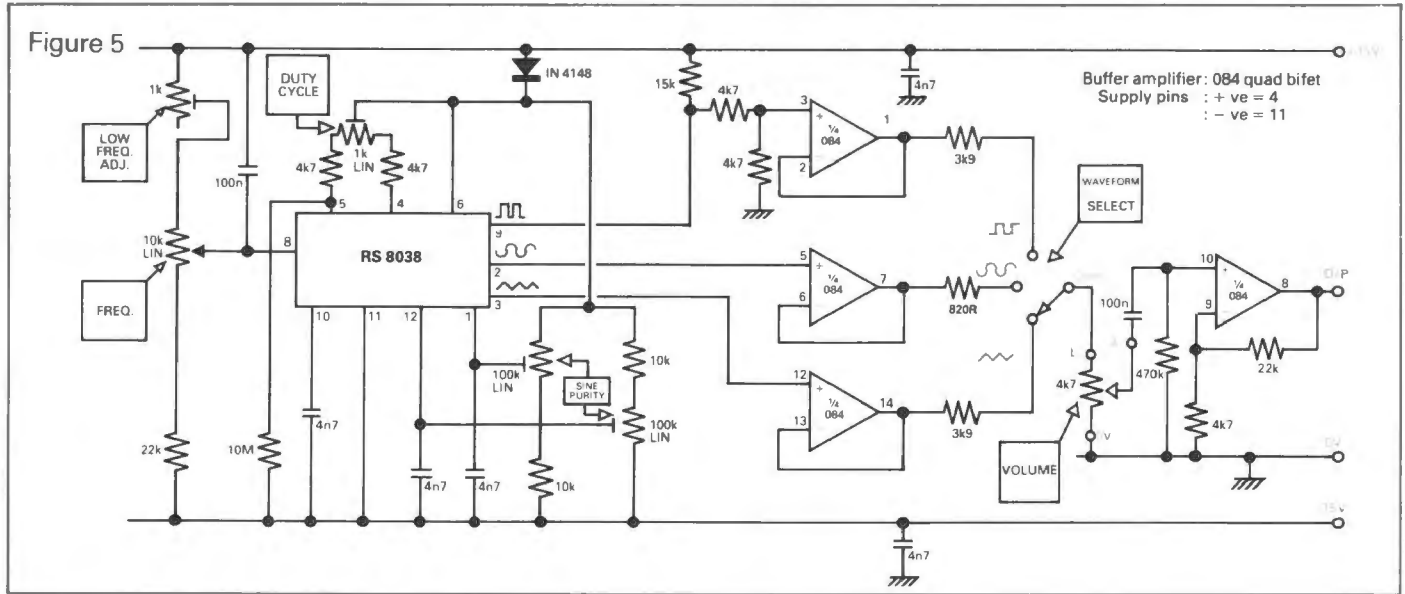 Figure 5
1k
LOW
FREQ.
ADJ.
100n
10k
LIN
FREQ.
22k
10M
DUTY
CYCLE
4k7
1k
LIN
4k7
IN 4148
5
4
6
8
RS 8038
9
2
3
10
11
12
1
4n7
4n7
4n7
100k
LIN
SINE
PURITY
10k
10k
100k
LIN
15k
4k7
4k7
3
+
2
¼
084
1
3k9
4n7
Buffer amplifier : 084 quad bifet
Supply pins : + ve = 4
: − ve = 11
5
+
6
¼
084
7
820R
12
+
13
¼
084
14
3k9
WAVEFORM
SELECT
4k7
VOLUME
100n
470k
10
+
9
¼
084
8
22k
4k7
O/P
0V
4n7